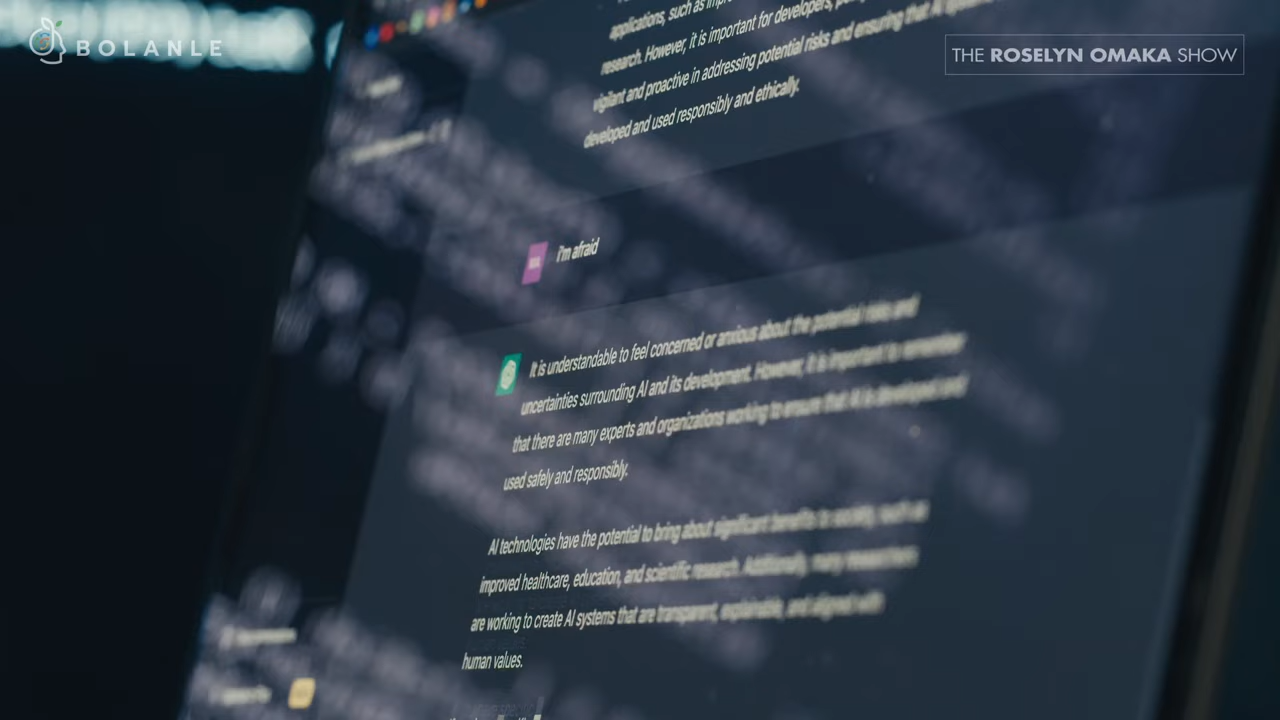 BOLANLE
THE ROSELYN OMAKA SHOW
applications, such as
research. However, it is important for developers,
vigilant and proactive in addressing potential risks and ensuring that AI
developed and used responsibly and ethically.
i'm afraid
It is understandable to feel concerned or anxious about the potential risks and
uncertainties surrounding AI and its development. However, it is important to remember
that there are many experts and organizations working to ensure that AI is developed and
used safely and responsibly.
AI technologies have the potential to bring about significant benefits to society, such as
improved healthcare, education, and scientific research. Additionally, many researchers
are working to create AI systems that are transparent, explainable, and aligned with
human values.